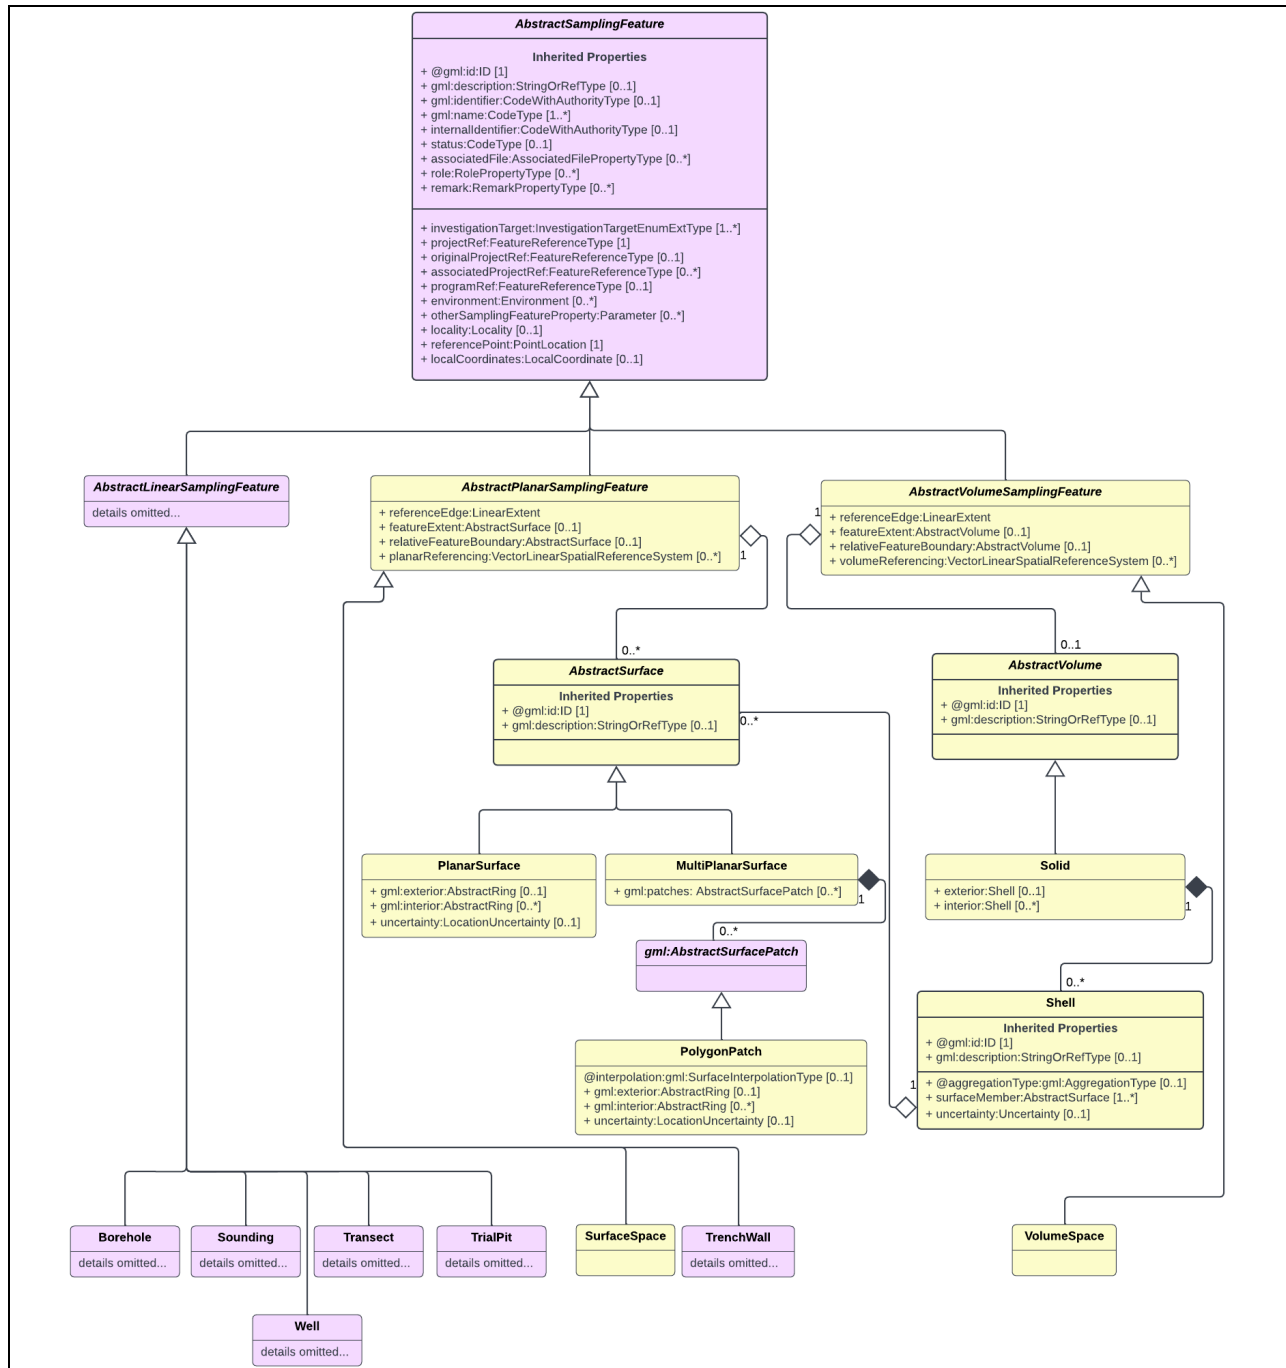 AbstractSamplingFeature
Inherited Properties
+ @gml:id:ID [1]
+ gml:description:StringOrRefType [0..1]
+ gml:identifier:CodeWithAuthorityType [0..1]
+ gml:name:CodeType [1..*]
+ internalIdentifier:CodeWithAuthorityType [0..1]
+ status:CodeType [0..1]
+ associatedFile:AssociatedFilePropertyType [0..*]
+ role:RolePropertyType [0..*]
+ remark:RemarkPropertyType [0..*]
+ investigationTarget:InvestigationTargetEnumExtType [1..*]
+ projectRef:FeatureReferenceType [1]
+ originalProjectRef:FeatureReferenceType [0..1]
+ associatedProjectRef:FeatureReferenceType [0..*]
+ programRef:FeatureReferenceType [0..1]
+ environment:Environment [0..*]
+ otherSamplingFeatureProperty:Parameter [0..*]
+ locality:Locality [0..1]
+ referencePoint:PointLocation [1]
+ localCoordinates:LocalCoordinate [0..1]
AbstractLinearSamplingFeature
details omitted...
AbstractPlanarSamplingFeature
+ referenceEdge:LinearExtent
+ featureExtent:AbstractSurface [0..1]
+ relativeFeatureBoundary:AbstractSurface [0..1]
+ planarReferencing:VectorLinearSpatialReferenceSystem [0..*]
1
AbstractVolumeSamplingFeature
+ referenceEdge:LinearExtent
+ featureExtent:AbstractVolume [0..1]
+ relativeFeatureBoundary:AbstractVolume [0..1]
+ volumeReferencing:VectorLinearSpatialReferenceSystem [0..*]
1
0..*
AbstractSurface
Inherited Properties
+ @gml:id:ID [1]
+ gml:description:StringOrRefType [0..1]
0..*
0..1
AbstractVolume
Inherited Properties
+ @gml:id:ID [1]
+ gml:description:StringOrRefType [0..1]
PlanarSurface
+ gml:exterior:AbstractRing [0..1]
+ gml:interior:AbstractRing [0..*]
+ uncertainty:LocationUncertainty [0..1]
MultiPlanarSurface
+ gml:patches: AbstractSurfacePatch [0..*]
1
Solid
+ exterior:Shell [0..1]
+ interior:Shell [0..*]
1
0..*
gml:AbstractSurfacePatch
0..*
Shell
Inherited Properties
+ @gml:id:ID [1]
+ gml:description:StringOrRefType [0..1]
+ @aggregationType:gml:AggregationType [0..1]
+ surfaceMember:AbstractSurface [1..*]
+ uncertainty:Uncertainty [0..1]
1
PolygonPatch
@interpolation:gml:SurfaceInterpolationType [0..1]
+ gml:exterior:AbstractRing [0..1]
+ gml:interior:AbstractRing [0..*]
+ uncertainty:LocationUncertainty [0..1]
Borehole
details omitted...
Sounding
details omitted...
Transect
details omitted...
TrialPit
details omitted...
SurfaceSpace
TrenchWall
details omitted...
VolumeSpace
Well
details omitted...